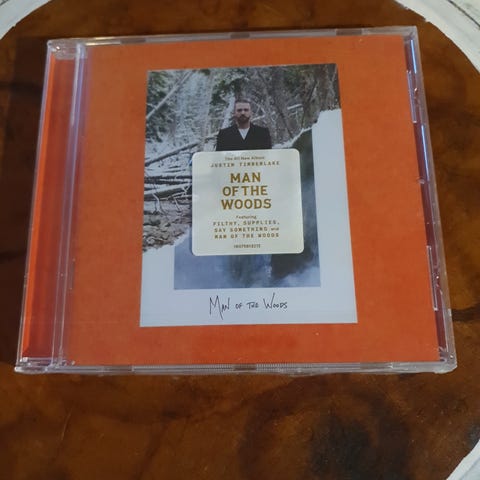 The All New Album
JUSTIN TIMBERLAKE
MAN
OF THE
WOODS
Featuring
FILTHY, SUPPLIES,
SAY SOMETHING and
MAN OF THE WOODS
MAN OF THE WOODS